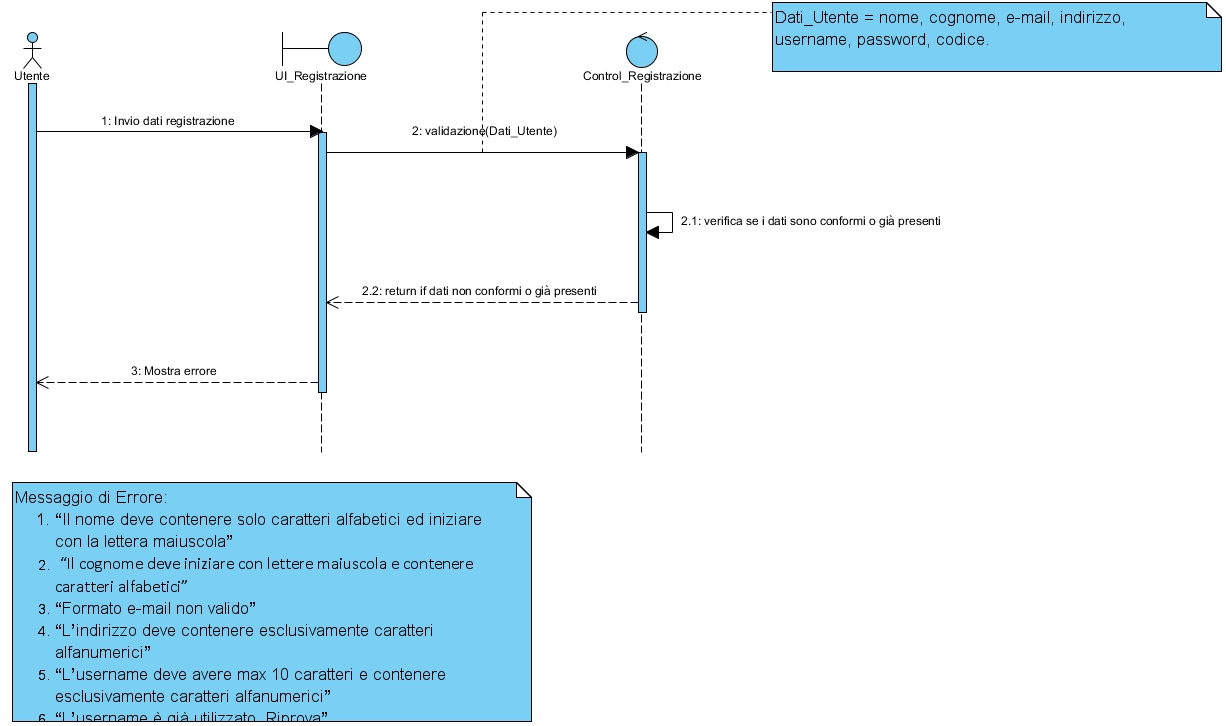 Dati_Utente = nome, cognome, e-mail, indirizzo,
username, password, codice.
Utente
UI_Registrazione
Control_Registrazione
1: Invio dati registrazione
2: validazione(Dati_Utente)
2.1: verifica se i dati sono conformi o già presenti
2.2: return if dati non conformi o già presenti
3: Mostra errore
Messaggio di Errore:
1. “Il nome deve contenere solo caratteri alfabetici ed iniziare
con la lettera maiuscola”
2. “Il cognome deve iniziare con lettere maiuscola e contenere
caratteri alfabetici”
3. “Formato e-mail non valido”
4. “L’indirizzo deve contenere esclusivamente caratteri
alfanumerici”
5. “L’username deve avere max 10 caratteri e contenere
esclusivamente caratteri alfanumerici”
6. “L’username è già utilizzato. Riprova”